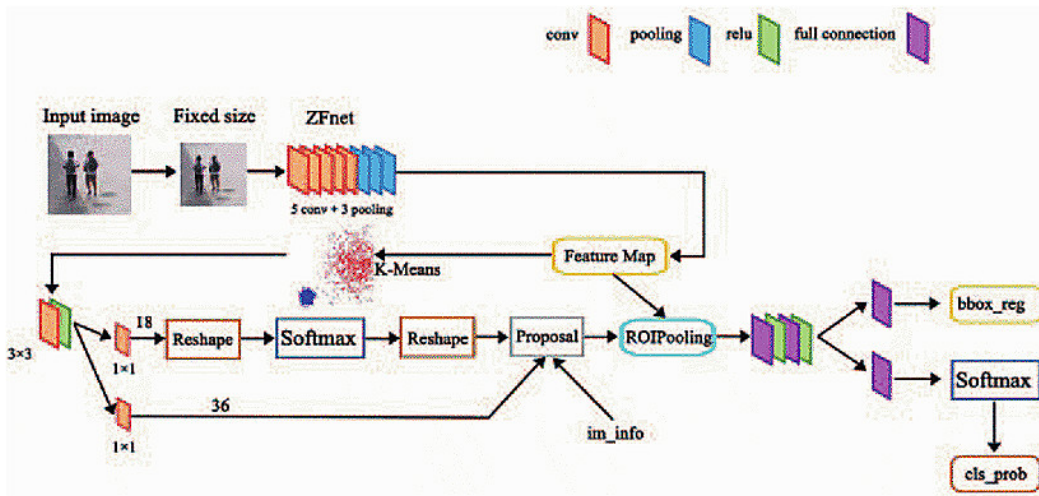 conv pooling relu full connection
Input image Fixed size ZFnet
5 conv + 3 pooling
Feature Map
K-Means
3×3
18
1×1
Reshape
Softmax
Reshape
Proposal
ROIPooling
bbox_reg
Softmax
36
1×1
im_info
cls_prob